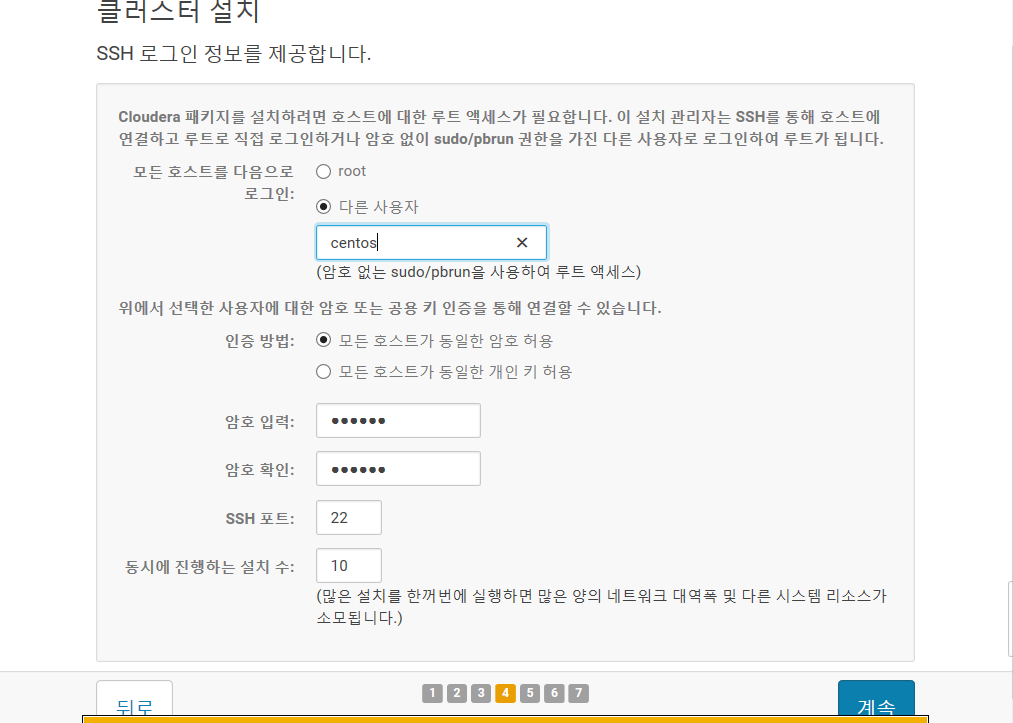 클러스터 설치
SSH 로그인 정보를 제공합니다.
Cloudera 패키지를 설치하려면 호스트에 대한 루트 액세스가 필요합니다. 이 설치 관리자는 SSH를 통해 호스트에
연결하고 루트로 직접 로그인하거나 암호 없이 sudo/pbrun 권한을 가진 다른 사용자로 로그인하여 루트가 됩니다.
모든 호스트를 다음으로
로그인:
root
다른 사용자
centos
(암호 없는 sudo/pbrun을 사용하여 루트 액세스)
위에서 선택한 사용자에 대한 암호 또는 공용 키 인증을 통해 연결할 수 있습니다.
인증 방법:
모든 호스트가 동일한 암호 허용
모든 호스트가 동일한 개인 키 허용
암호 입력: ••••••
암호 확인: ••••••
SSH 포트: 22
동시에 진행하는 설치 수: 10
(많은 설치를 한꺼번에 실행하면 많은 양의 네트워크 대역폭 및 다른 시스템 리소스가
소모됩니다.)
뒤로 1 2 3 4 5 6 7 계속